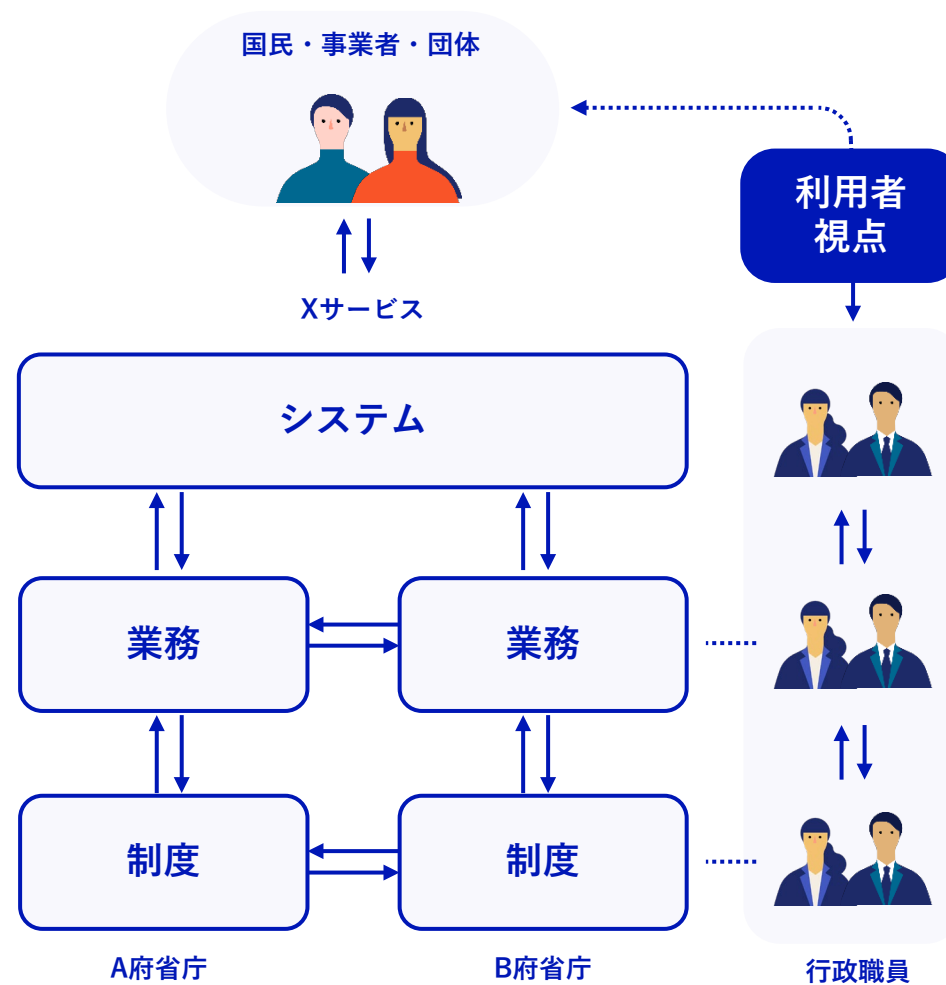 国民・事業者・団体
利用者
視点
Xサービス
システム
業務
業務
制度
制度
A府省庁
B府省庁
行政職員